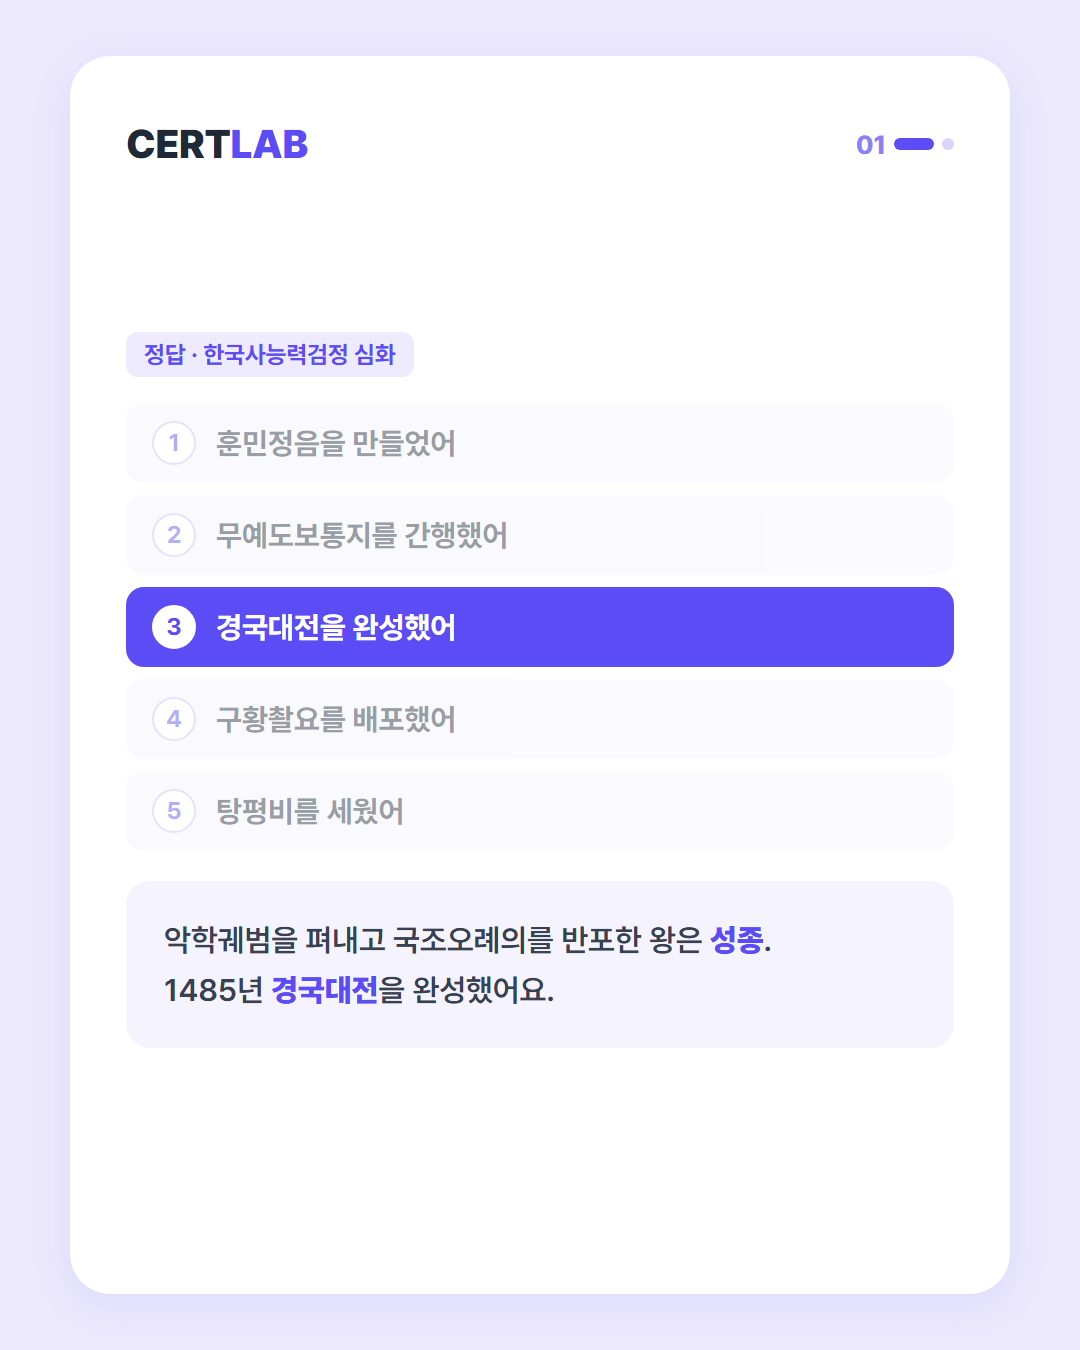 CERTLAB
01
정답 · 한국사능력검정 심화
1 훈민정음을 만들었어
2 무예도보통지를 간행했어
3 경국대전을 완성했어
4 구황촬요를 배포했어
5 탕평비를 세웠어
악학궤범을 펴내고 국조오례의를 반포한 왕은 성종.
1485년 경국대전을 완성했어요.